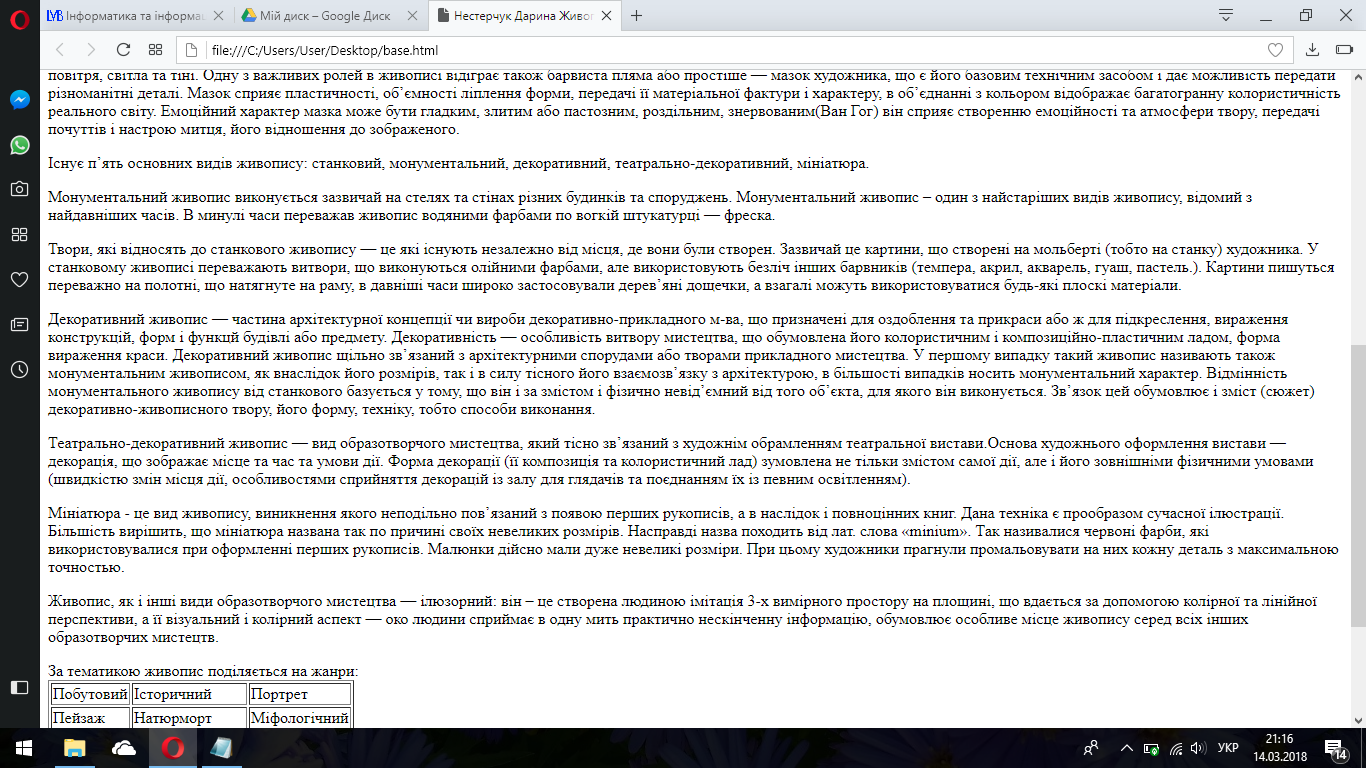 Інформатика та інформац
Мій диск – Google Диск
Нестерчук Дарина Живоп
file:///C:/Users/User/Desktop/base.html
повітря, світла та тіні. Одну з важливих ролей в живописі відіграє також барвиста пляма або простіше — мазок художника, що є його базовим технічним засобом і дає можливість передати
різноманітні деталі. Мазок сприяє пластичності, об’ємності ліплення форми, передачі її матеріальної фактури і характеру, в об’єднанні з кольором відображає багатогранну колористичність
реального світу. Емоційний характер мазка може бути гладким, злитим або пастозним, роздільним, знервованим(Ван Гог) він сприяє створенню емоційності та атмосфери твору, передачі
почуттів і настрою митця, його відношення до зображеного.
Існує п’ять основних видів живопису: станковий, монументальний, декоративний, театрально-декоративний, мініатюра.
Монументальний живопис виконується зазвичай на стелях та стінах різних будинків та споруджень. Монументальний живопис – один з найстаріших видів живопису, відомий з
найдавніших часів. В минулі часи переважав живопис водяними фарбами по вогкій штукатурці — фреска.
Твори, які відносять до станкового живопису — це які існують незалежно від місця, де вони були створен. Зазвичай це картини, що створені на мольберті (тобто на станку) художника. У
станковому живописі переважають витвори, що виконуються олійними фарбами, але використовують безліч інших барвників (темпера, акрил, акварель, гуаш, пастель.). Картини пишуться
переважно на полотні, що натягнуте на раму, в давніші часи широко застосовували дерев’яні дошечки, а взагалі можуть використовуватися будь-які плоскі матеріали.
Декоративний живопис — частина архітектурної концепції чи вироби декоративно-прикладного м-ва, що призначені для оздоблення та прикраси або ж для підкреслення, вираження
конструкцій, форм і функцй будівлі або предмету. Декоративність — особливість витвору мистецтва, що обумовлена його колористичним і композиційно-пластичним ладом, форма
вираження краси. Декоративний живопис щільно зв’язаний з архітектурними спорудами або творами прикладного мистецтва. У першому випадку такий живопис називають також
монументальним живописом, як внаслідок його розмірів, так і в силу тісного його взаємозв’язку з архітектурою, в більшості випадків носить монументальний характер. Відмінність
монументального живопису від станкового базується у тому, що він і за змістом і фізично невід’ємний від того об’єкта, для якого він виконується. Зв’язок цей обумовлює і зміст (сюжет)
декоративно-живописного твору, його форму, техніку, тобто способи виконання.
Театрально-декоративний живопис — вид образотворчого мистецтва, який тісно зв’язаний з художнім обрамленням театральної вистави.Основа художнього оформлення вистави —
декорація, що зображає місце та час та умови дії. Форма декорації (її композиція та колористичний лад) зумовлена не тільки змістом самої дії, але і його зовнішніми фізичними умовами
(швидкістю змін місця дії, особливостями сприйняття декорацій із залу для глядачів та поєднанням їх із певним освітленням).
Мініатюра - це вид живопису, виникнення якого неподільно пов’язаний з появою перших рукописів, а в наслідок і повноцінних книг. Дана техніка є прообразом сучасної ілюстрації.
Більшість вирішить, що мініатюра названа так по причині своїх невеликих розмірів. Насправді назва походить від лат. слова «minium». Так називалися червоні фарби, які
використовувалися при оформленні перших рукописів. Малюнки дійсно мали дуже невеликі розміри. При цьому художники прагнули промальовувати на них кожну деталь з максимальною
точностью.
Живопис, як і інші види образотворчого мистецтва — ілюзорний: він – це створена людиною імітація 3-х вимірного простору на площині, що вдається за допомогою колірної та лінійної
перспективи, а її візуальний і колірний аспект — око людини сприймає в одну мить практично нескінченну інформацію, обумовлює особливе місце живопису серед всіх інших
образотворчих мистецтв.
За тематикою живопис поділяється на жанри:
Побутовий Історичний Портрет
Пейзаж Натюрморт Міфологічний
УКР
21:16
14.03.2018
14